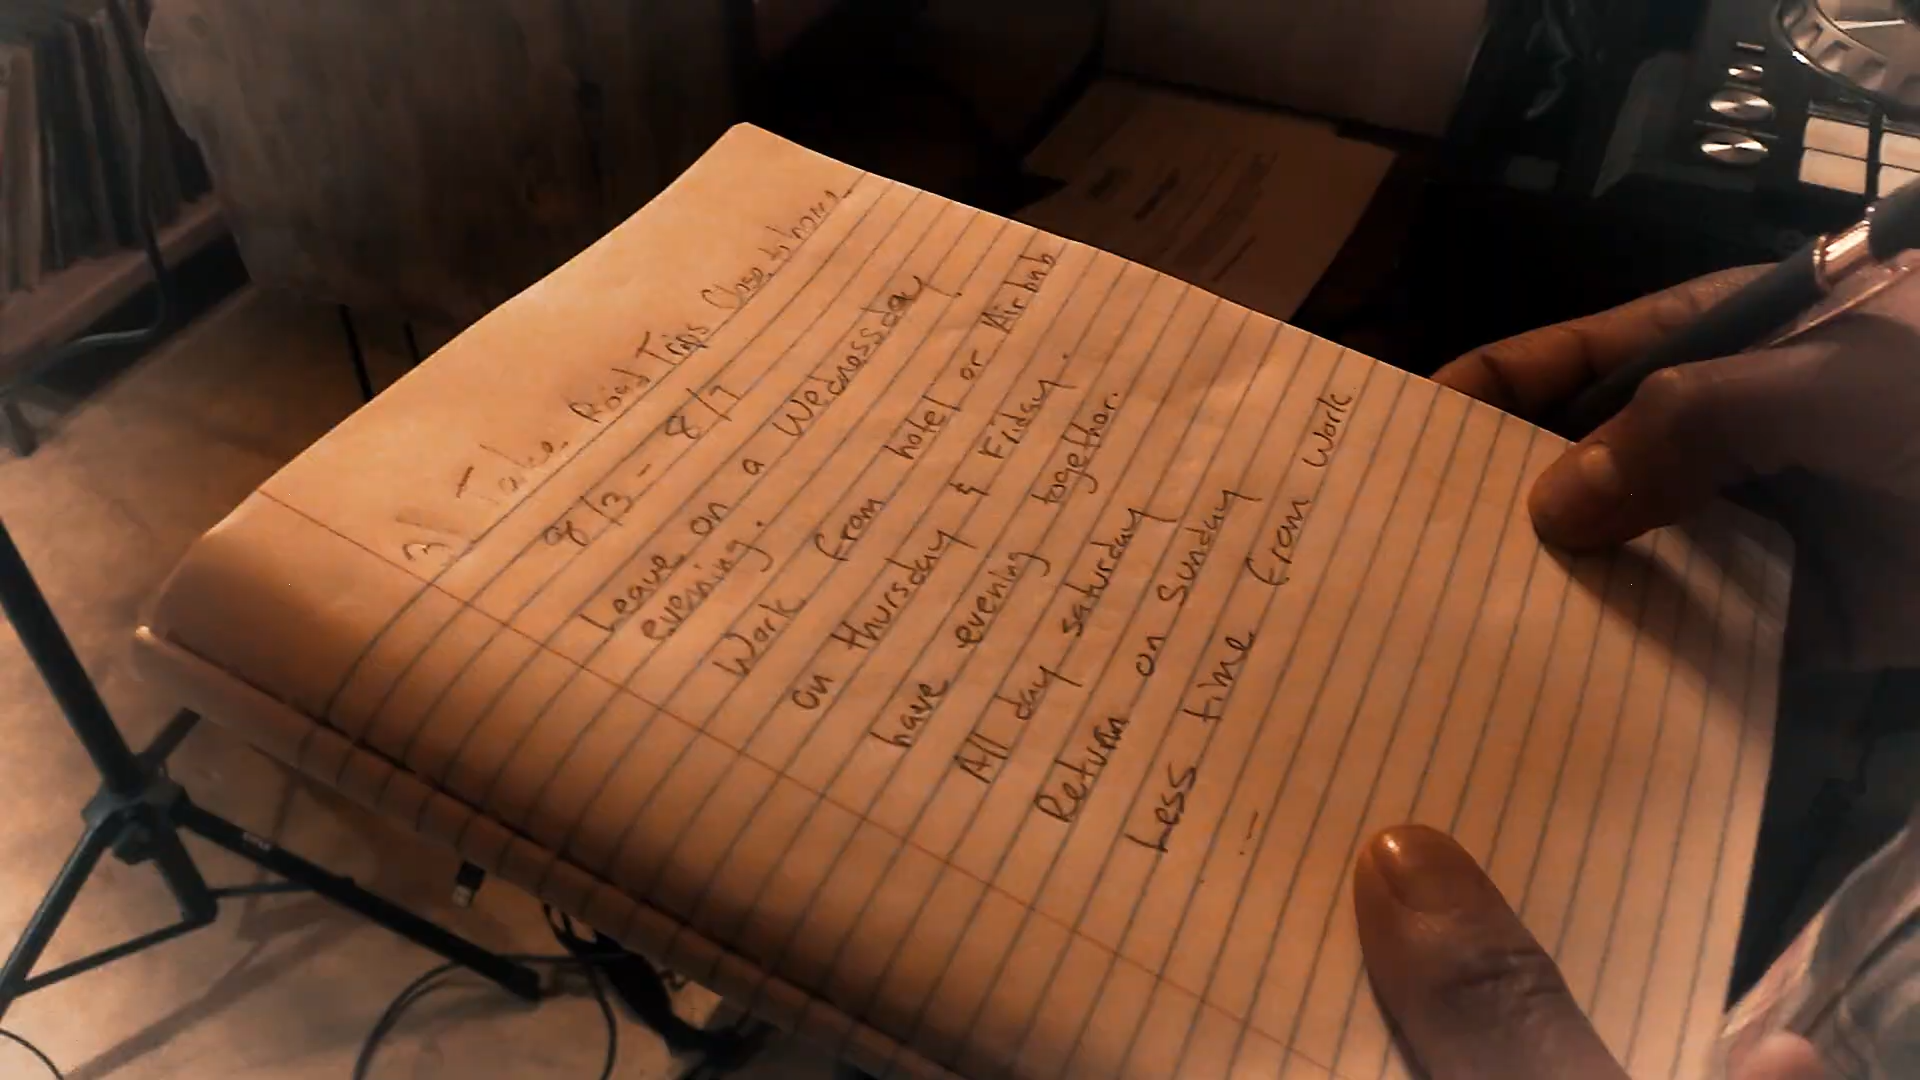 3) Take Road Trips Close to home
8/3 - 8/7
Leave on a Wednessday
evening.
Work from hotel or Airbnb
on thursday & Friday.
have evening together.
All day saturday
Return on Sunday
Less time from work